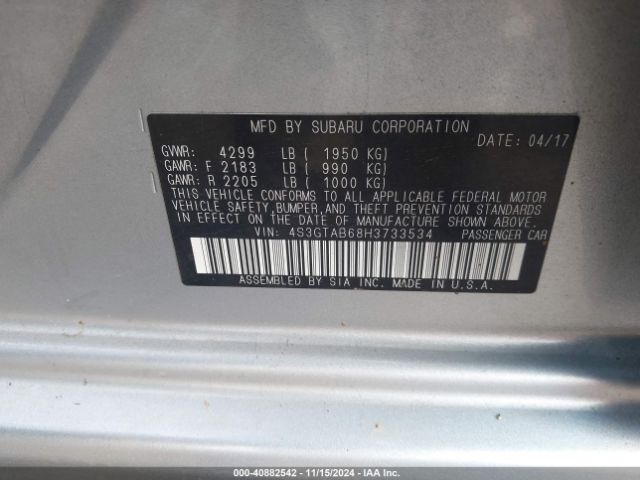 MFD BY SUBARU CORPORATION
DATE: 04/17
GVWR: 4299 LB ( 1950 KG)
GAWR: F 2183 LB ( 990 KG)
GAWR: R 2205 LB ( 1000 KG)
THIS VEHICLE CONFORMS TO ALL APPLICABLE FEDERAL MOTOR
VEHICLE SAFETY, BUMPER, AND THEFT PREVENTION STANDARDS
IN EFFECT ON THE DATE OF MANUFACTURE SHOWN ABOVE.
VIN: 4S3GTAB68H3733534 PASSENGER CAR
ASSEMBLED BY SIA INC. IN U.S.A.
STOCK: 40882542 - 11/15/2024 - IAA Inc.